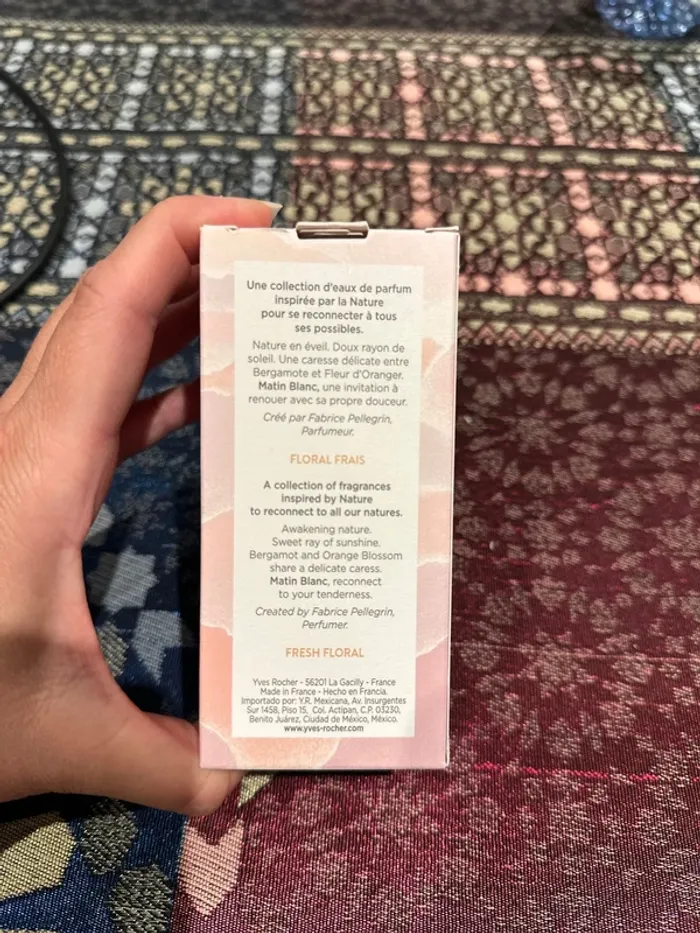 Une collection d'eaux de parfum
inspirée par la Nature
pour se reconnecter à tous
ses possibles.
Nature en éveil. Doux rayon de
soleil. Une caresse délicate entre
Bergamote et Fleur d'Oranger.
Matin Blanc, une invitation à
renouer avec sa propre douceur.
Créé par Fabrice Pellegrin,
Parfumeur.
FLORAL FRAIS
A collection of fragrances
inspired by Nature
to reconnect to all our natures.
Awakening nature.
Sweet ray of sunshine.
Bergamot and Orange Blossom
share a delicate caress.
Matin Blanc, reconnect
to your tenderness.
Created by Fabrice Pellegrin,
Perfumer.
FRESH FLORAL
Yves Rocher - 56201 La Gacilly - France
Made in France - Hecho en Francia.
Importado por: Y.R. Mexicana, Av. Insurgentes
Sur 1458, Piso 15, Col. Actipan, C.P. 03230,
Benito Juárez, Ciudad de México, México.
www.yves-rocher.com